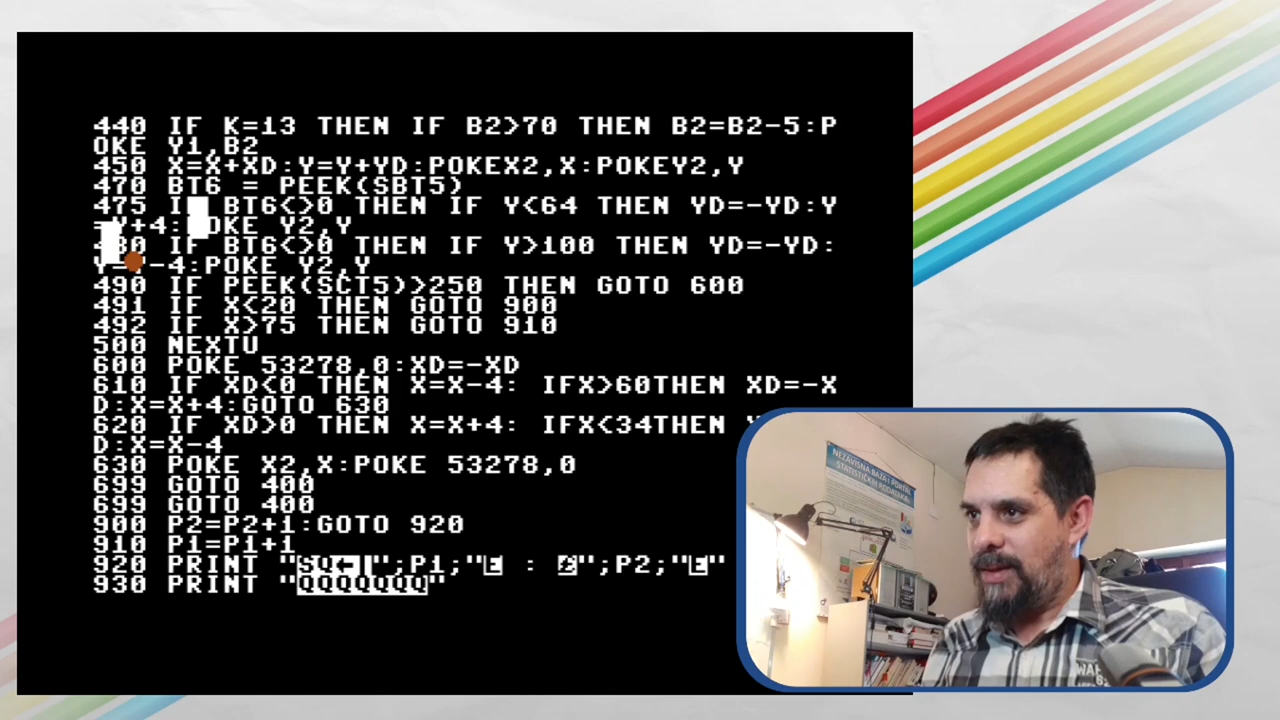 440 IF K=13 THEN IF B2>70 THEN B2=B2-5:P
OKE Y1,B2
450 X=X+XD:Y=Y+YD:POKEX2,X:POKEY2,Y
470 BT6 = PEEK(SBT5)
475 I BT6<>0 THEN IF Y<64 THEN YD=-YD:Y
=Y+4: OKE Y2,Y
480 IF BT6<>0 THEN IF Y>100 THEN YD=-YD:
Y= -4:POKE Y2,Y
490 IF PEEK(SCT5)>250 THEN GOTO 600
491 IF X<20 THEN GOTO 900
492 IF X>75 THEN GOTO 910
500 NEXTU
600 POKE 53278,0:XD=-XD
610 IF XD<0 THEN X=X-4: IFX>60THEN XD=-X
D:X=X+4:GOTO 630
620 IF XD>0 THEN X=X+4: IFX<34THEN
D:X=X-4
630 POKE X2,X:POKE 53278,0
699 GOTO 400
699 GOTO 400
900 P2=P2+1:GOTO 920
910 P1=P1+1
920 PRINT "SQ←|";P1;"E : £";P2;"E"
930 PRINT "QQQQQQQ"
NEZAVISNA BAZA I PORTAL